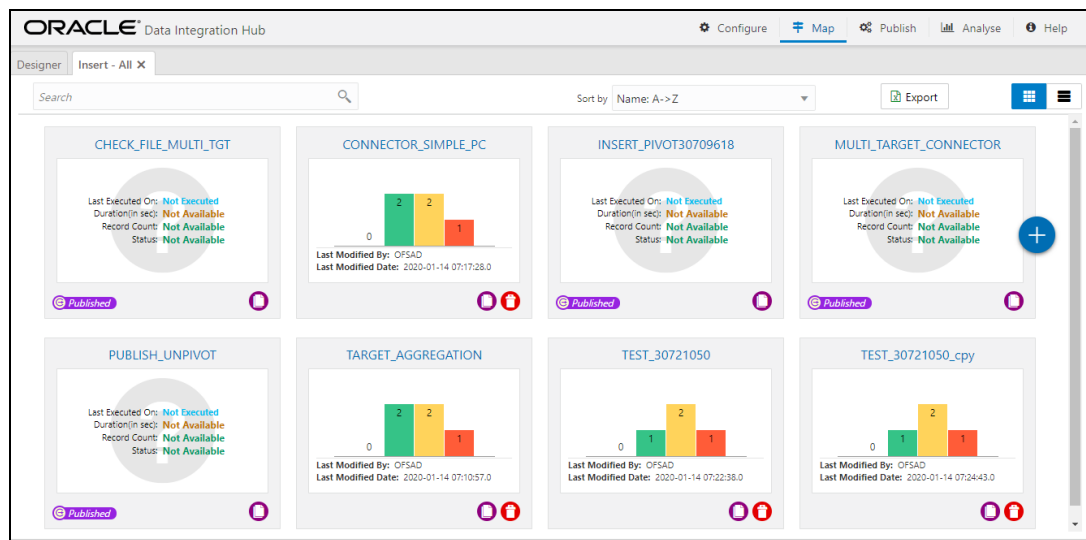 ORACLE® Data Integration Hub
Configure Map Publish Analyse Help
Designer Insert - All X
Search Sort by Name: A->Z Export
CHECK_FILE_MULTI_TGT
Last Executed On: Not Executed
Duration(in sec): Not Available
Record Count: Not Available
Status: Not Available
Published
CONNECTOR_SIMPLE_PC
0 2 2 1
Last Modified By: OFSAD
Last Modified Date: 2020-01-14 07:17:28.0
INSERT_PIVOT30709618
Last Executed On: Not Executed
Duration(in sec): Not Available
Record Count: Not Available
Status: Not Available
Published
MULTI_TARGET_CONNECTOR
Last Executed On: Not Executed
Duration(in sec): Not Available
Record Count: Not Available
Status: Not Available
Published
PUBLISH_UNPIVOT
Last Executed On: Not Executed
Duration(in sec): Not Available
Record Count: Not Available
Status: Not Available
Published
TARGET_AGGREGATION
0 2 2 1
Last Modified By: OFSAD
Last Modified Date: 2020-01-14 07:10:57.0
TEST_30721050
0 1 2 1
Last Modified By: OFSAD
Last Modified Date: 2020-01-14 07:22:38.0
TEST_30721050_cpy
0 1 2 1
Last Modified By: OFSAD
Last Modified Date: 2020-01-14 07:24:43.0